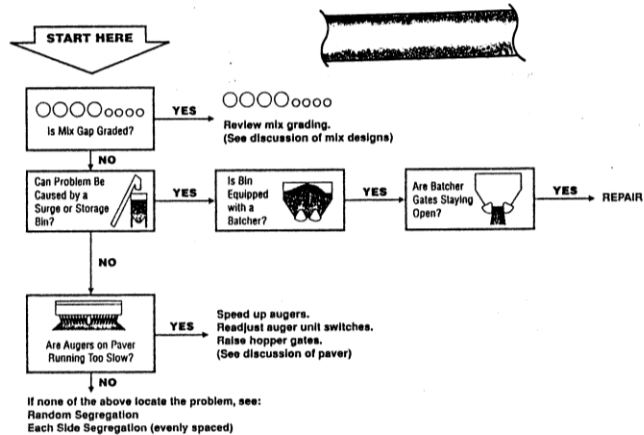 START HERE
Is Mix Gap Graded?
YES
Review mix grading.
(See discussion of mix designs)
NO
Can Problem Be
Caused by a
Surge or Storage
Bin?
YES
Is Bin
Equipped
with a
Batcher?
YES
Are Batcher
Gates Staying
Open?
YES
REPAIR
NO
Are Augers on Paver
Running Too Slow?
YES
Speed up augers.
Readjust auger unit switches.
Raise hopper gates.
(See discussion of paver)
NO
If none of the above locate the problem, see:
Random Segregation
Each Side Segregation (evenly spaced)